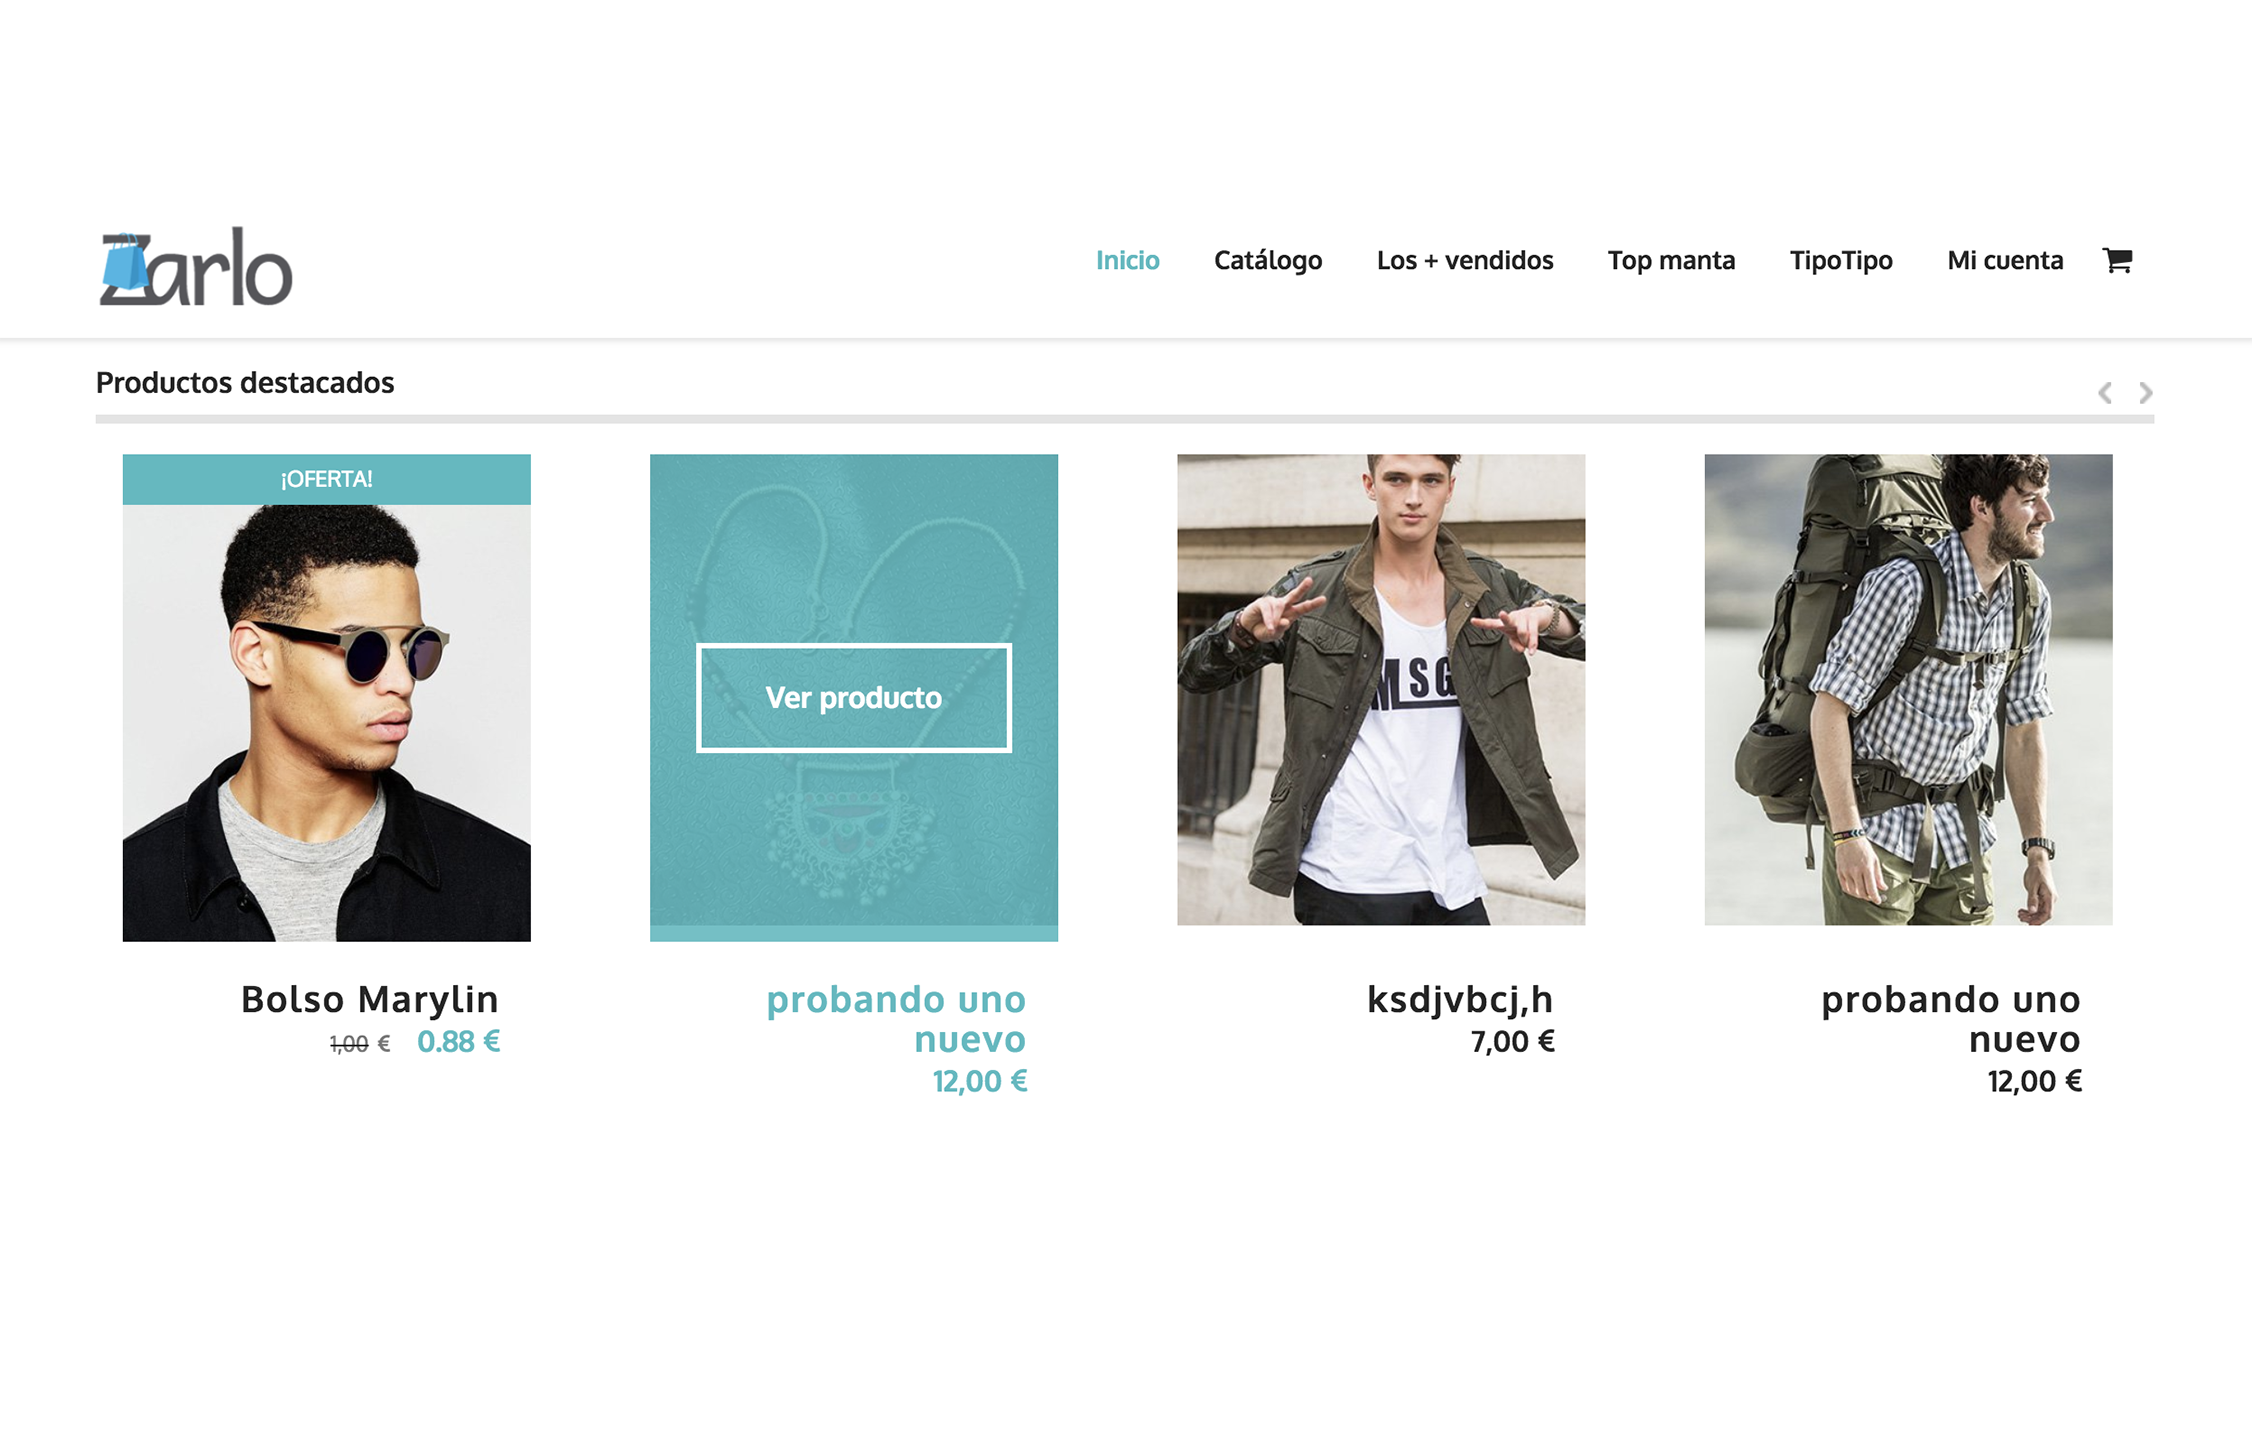 Zarlo
Inicio Catálogo Los + vendidos Top manta TipoTipo Mi cuenta
Productos destacados
¡OFERTA!
Ver producto
MSG
Bolso Marylin
1,00 € 0.88 €
probando uno
nuevo
12,00 €
ksdjvbcj,h
7,00 €
probando uno
nuevo
12,00 €